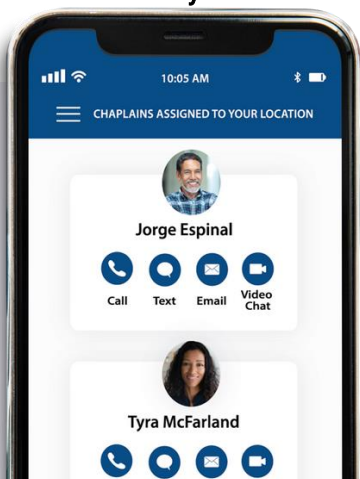 10:05 AM
CHAPLAINS ASSIGNED TO YOUR LOCATION
Jorge Espinal
Call Text Email Video Chat
Tyra McFarland